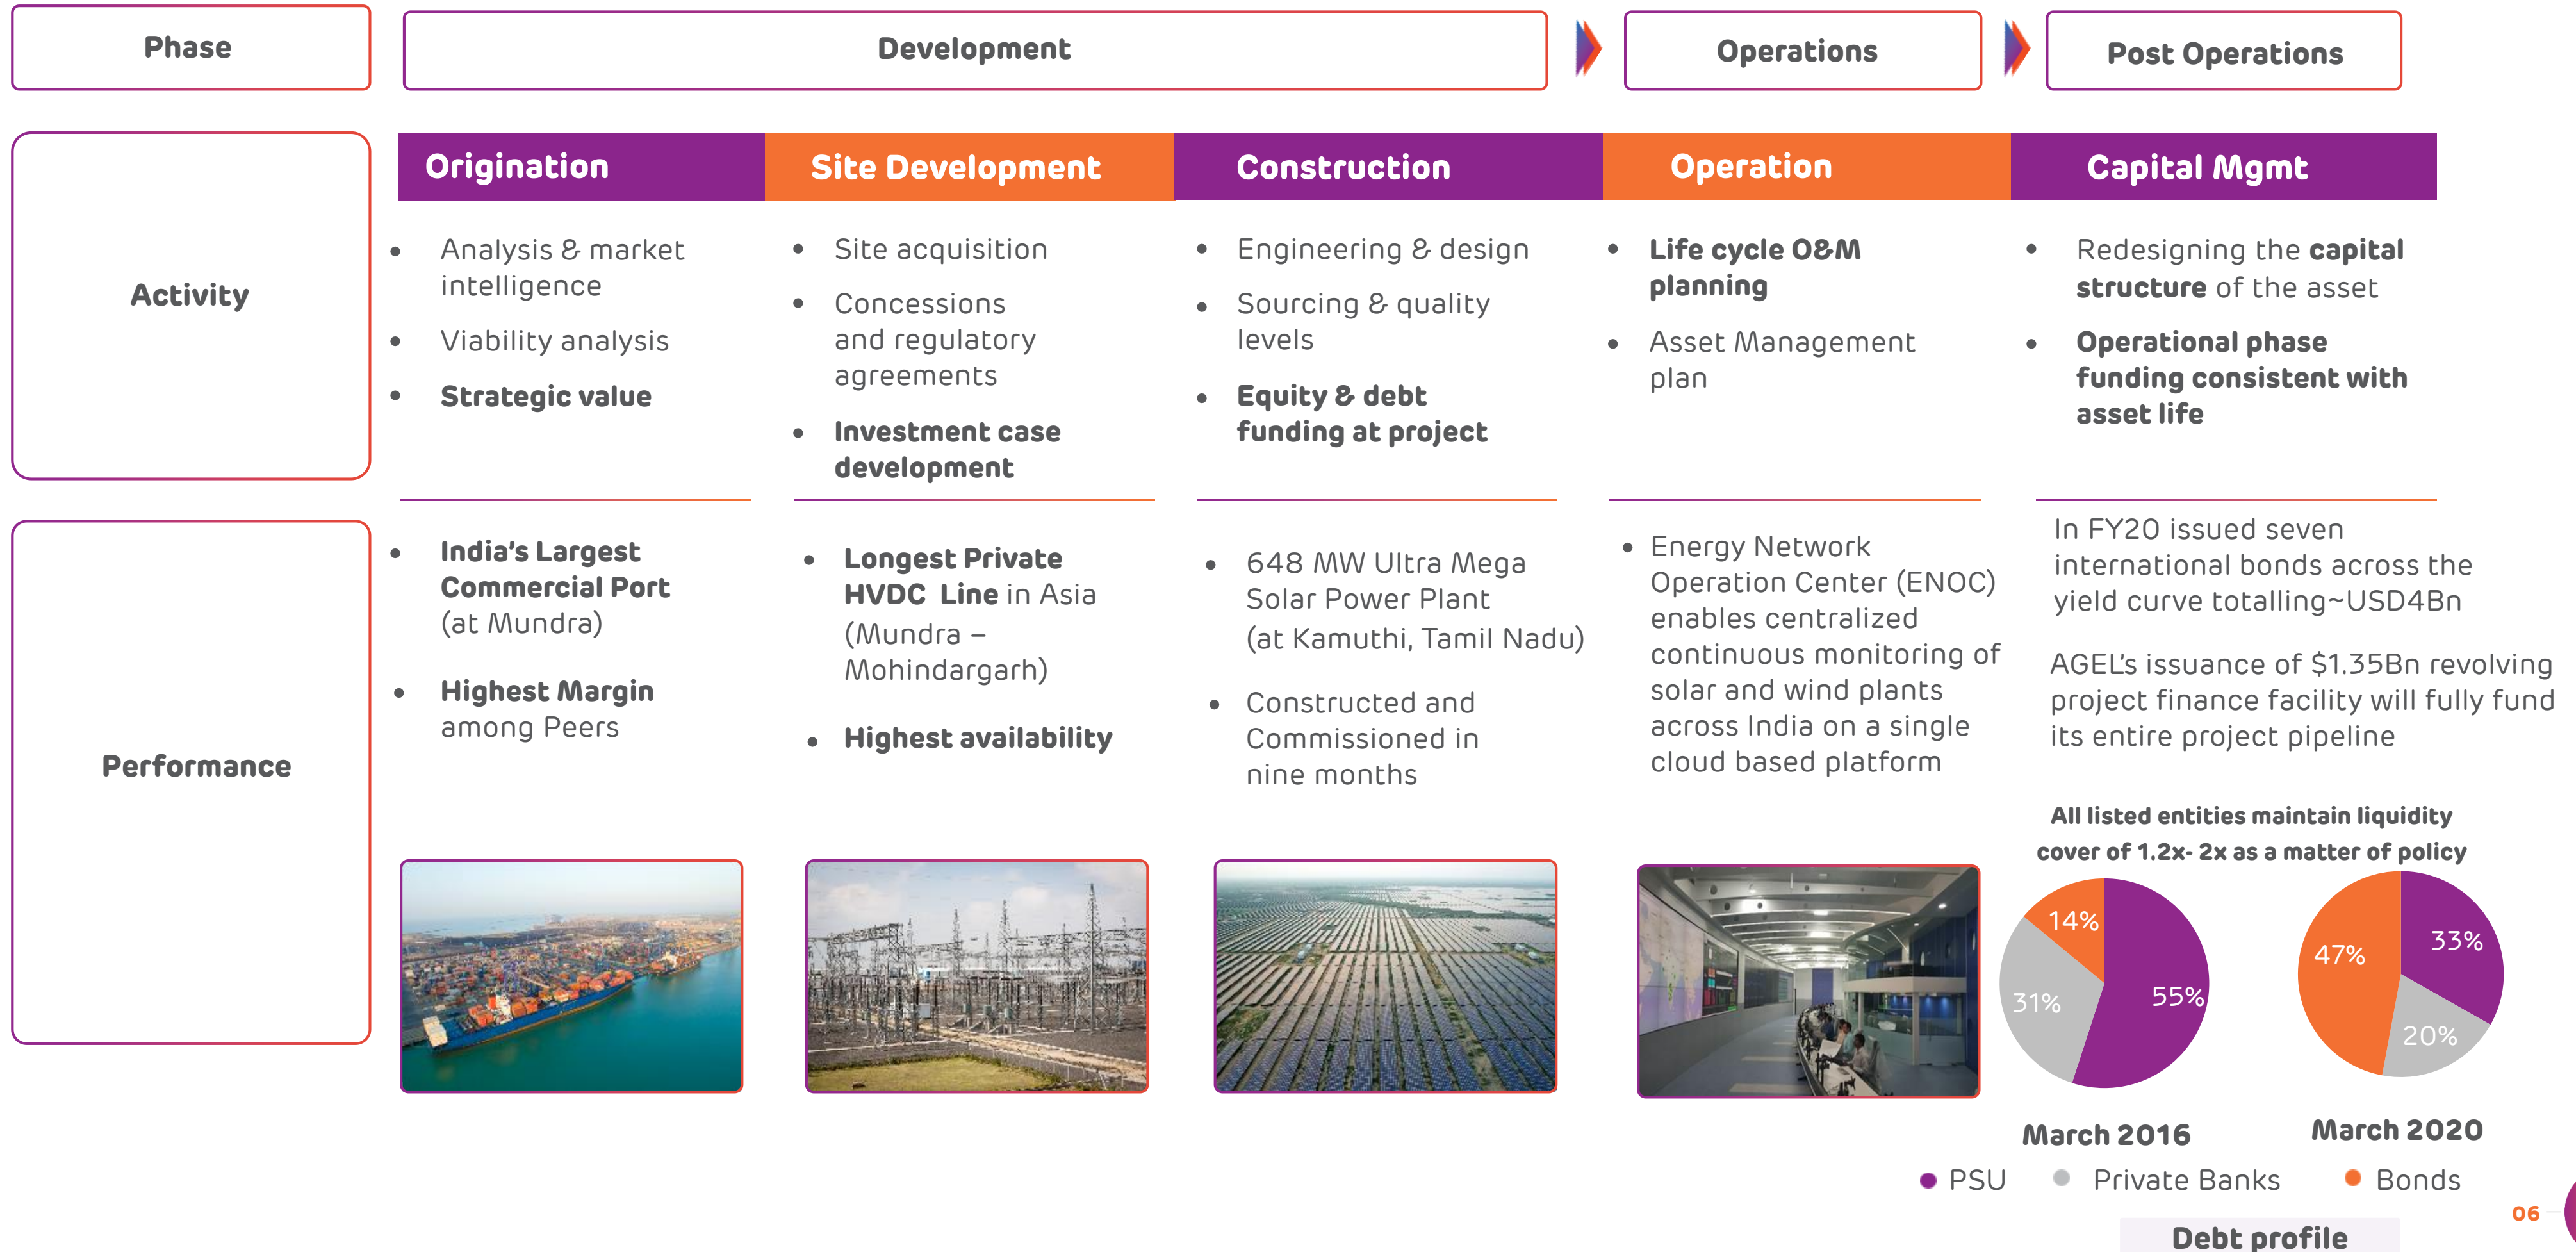 Phase
Development
Operations
Post Operations
Activity
Origination
Site Development
Construction
Operation
Capital Mgmt
• Analysis & market
intelligence
• Viability analysis
• Strategic value
• Site acquisition
• Concessions
and regulatory
agreements
• Investment case
development
• Engineering & design
• Sourcing & quality
levels
• Equity & debt
funding at project
• Life cycle O&M
planning
• Asset Management
plan
• Redesigning the capital
structure of the asset
• Operational phase
funding consistent with
asset life
Performance
• India's Largest
Commercial Port
(at Mundra)
• Highest Margin
among Peers
• Longest Private
HVDC Line in Asia
(Mundra –
Mohindargarh)
• Highest availability
• 648 MW Ultra Mega
Solar Power Plant
(at Kamuthi, Tamil Nadu)
• Constructed and
Commissioned in
nine months
• Energy Network
Operation Center (ENOC)
enables centralized
continuous monitoring of
solar and wind plants
across India on a single
cloud based platform
In FY20 issued seven
international bonds across the
yield curve totalling~USD4Bn
AGEL's issuance of $1.35Bn revolving
project finance facility will fully fund
its entire project pipeline
All listed entities maintain liquidity
cover of 1.2x- 2x as a matter of policy
14%
31%
55%
47%
33%
20%
March 2016
March 2020
PSU
Private Banks
Bonds
06
Debt profile